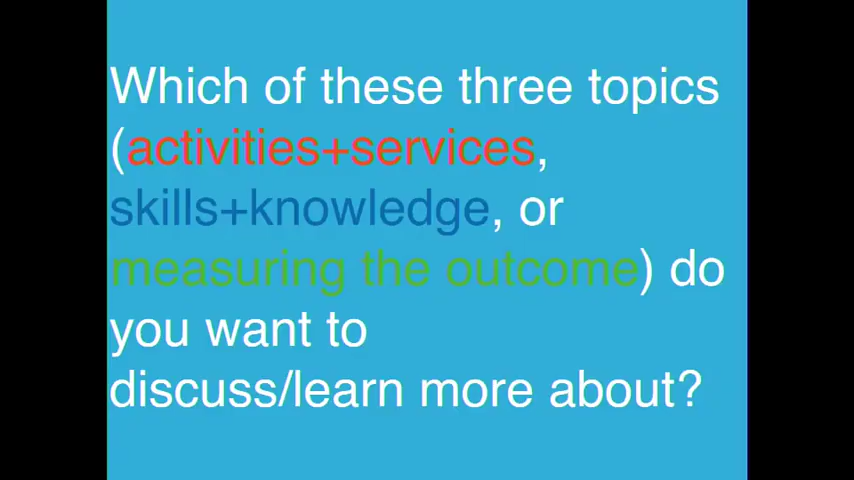 Which of these three topics
(activities+services,
skills+knowledge, or
measuring the outcome) do
you want to
discuss/learn more about?